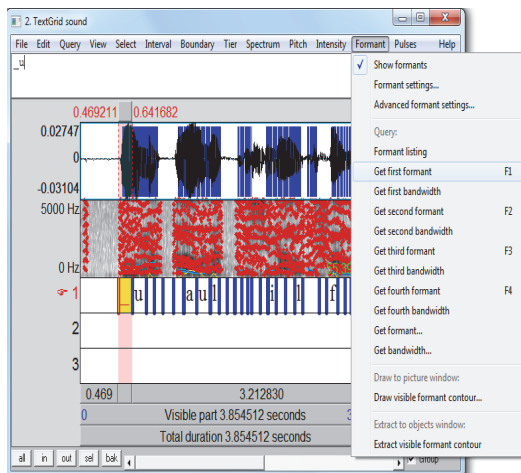 2. TextGrid sound
File Edit Query View Select Interval Boundary Tier Spectrum Pitch Intensity Formant Pulses Help
_u
0.469211 0.641682
0.02747
0
-0.03104
5000 Hz
0 Hz
1 _ u a u l i l f
2
3
0.469 3.212830
0 Visible part 3.854512 seconds 3
Total duration 3.854512 seconds
all in out sel bak Group
Show formants
Formant settings...
Advanced formant settings...
Query:
Formant listing
Get first formant F1
Get first bandwidth
Get second formant F2
Get second bandwidth
Get third formant F3
Get third bandwidth
Get fourth formant F4
Get fourth bandwidth
Get formant...
Get bandwidth...
Draw to picture window:
Draw visible formant contour...
Extract to objects window:
Extract visible formant contour